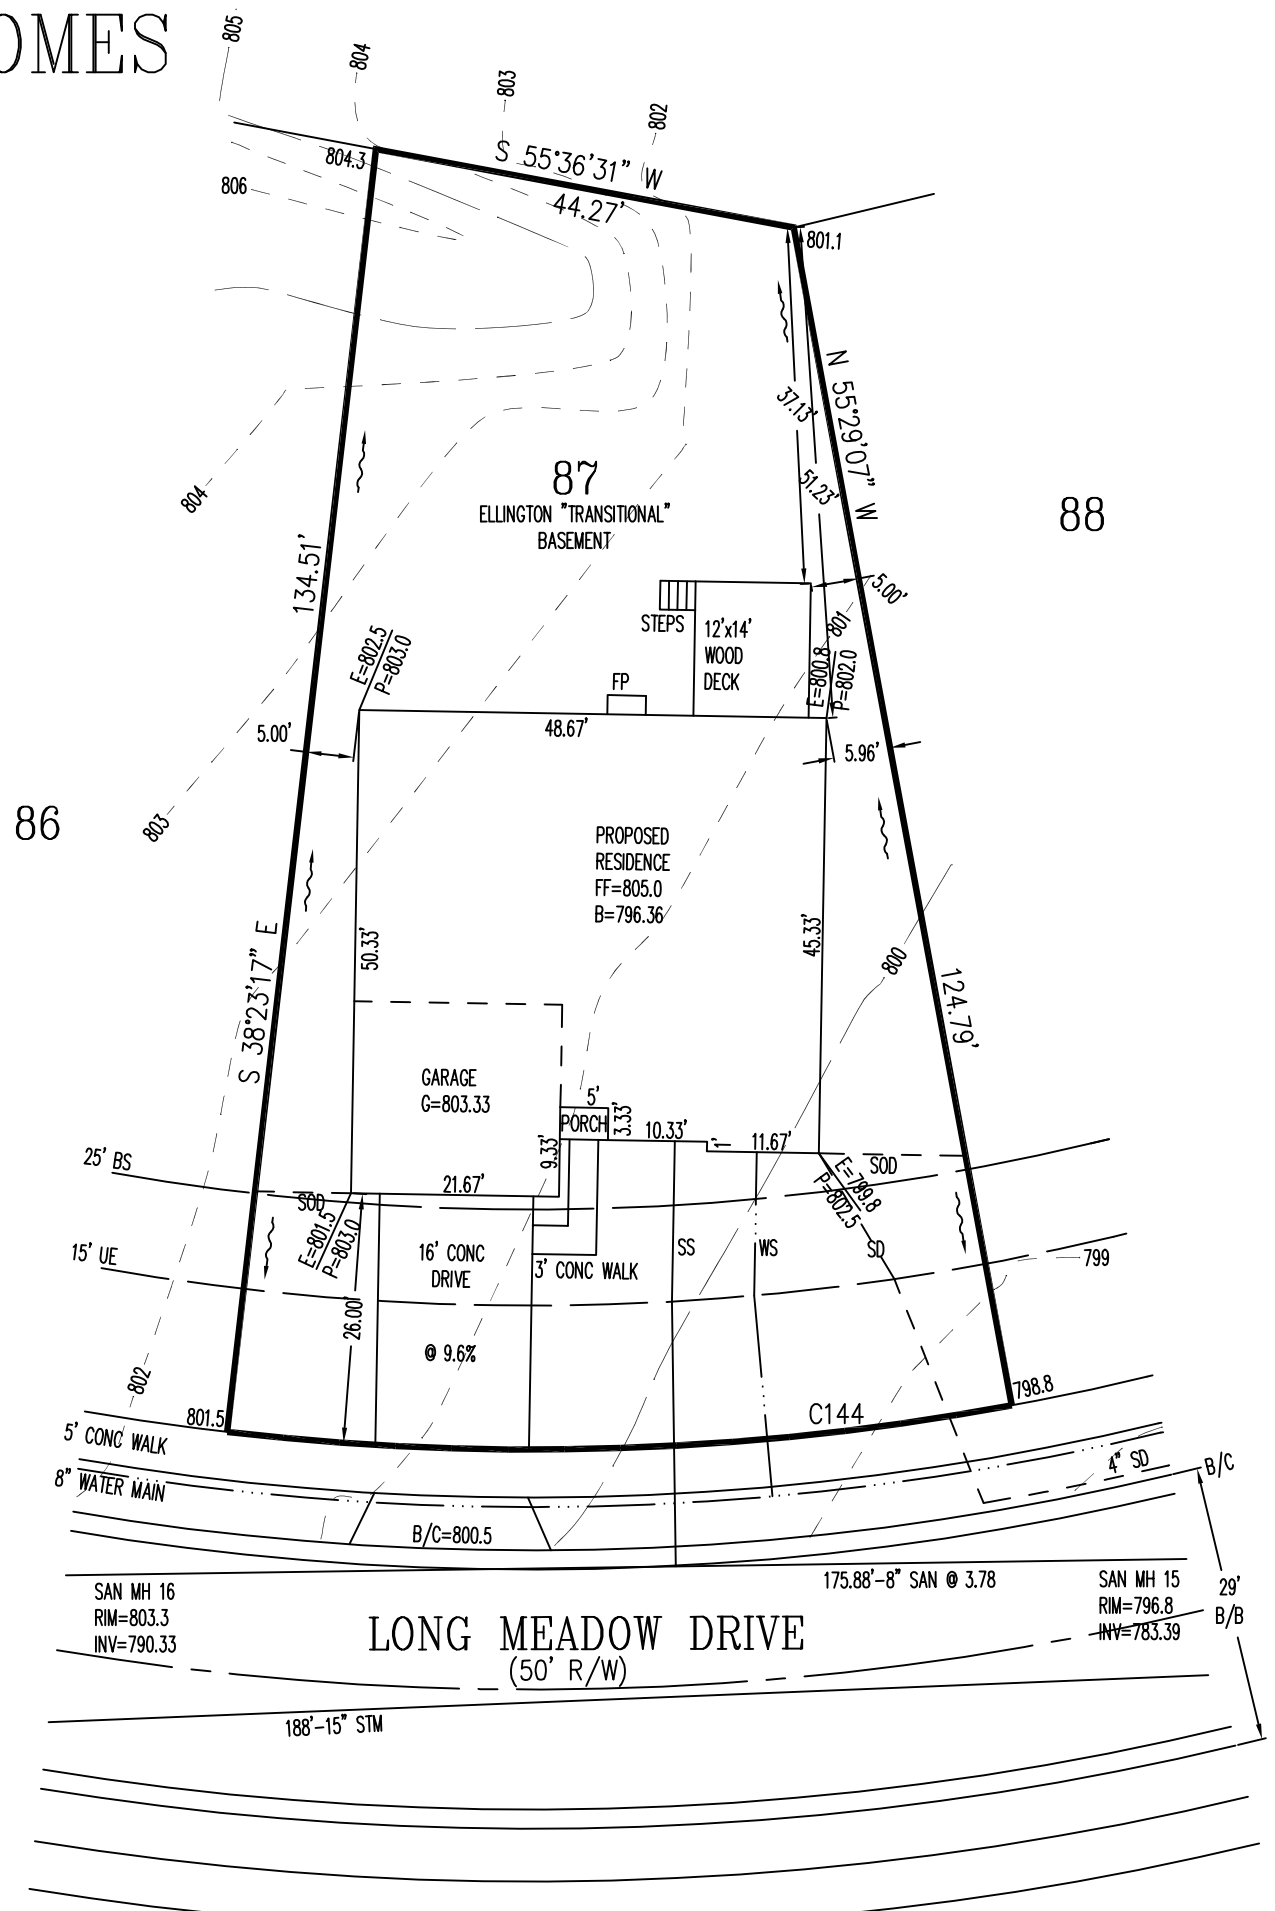 OMES
805
804
803
802
804.3
S 55°36'31" W
44.27'
806
801.1
37.13'
N 55°29'07" W
51.23'
87
ELLINGTON "TRANSITIONAL"
BASEMENT
88
804
134.51'
5.00'
STEPS
12'x14'
WOOD
DECK
801
E=802.5
P=803.0
E=800.8
P=802.0
FP
5.00'
48.67'
5.96'
86
803
PROPOSED
RESIDENCE
FF=805.0
B=796.36
50.33'
45.33'
800
S 38°23'17" E
124.79'
GARAGE
G=803.33
5'
PORCH
3.33'
10.33'
1'
11.67'
9.33'
25' BS
SOD
21.67'
SOD
E=799.8
P=802.5
E=801.5
P=803.0
15' UE
16' CONC
DRIVE
3' CONC WALK
SS
WS
SD
799
26.00'
@ 9.6%
802
801.5
C144
798.8
5' CONC WALK
8" WATER MAIN
4" SD
B/C
B/C=800.5
175.88'-8" SAN @ 3.78
SAN MH 16
RIM=803.3
INV=790.33
SAN MH 15
RIM=796.8
INV=783.39
29'
B/B
LONG MEADOW DRIVE
(50' R/W)
188'-15" STM